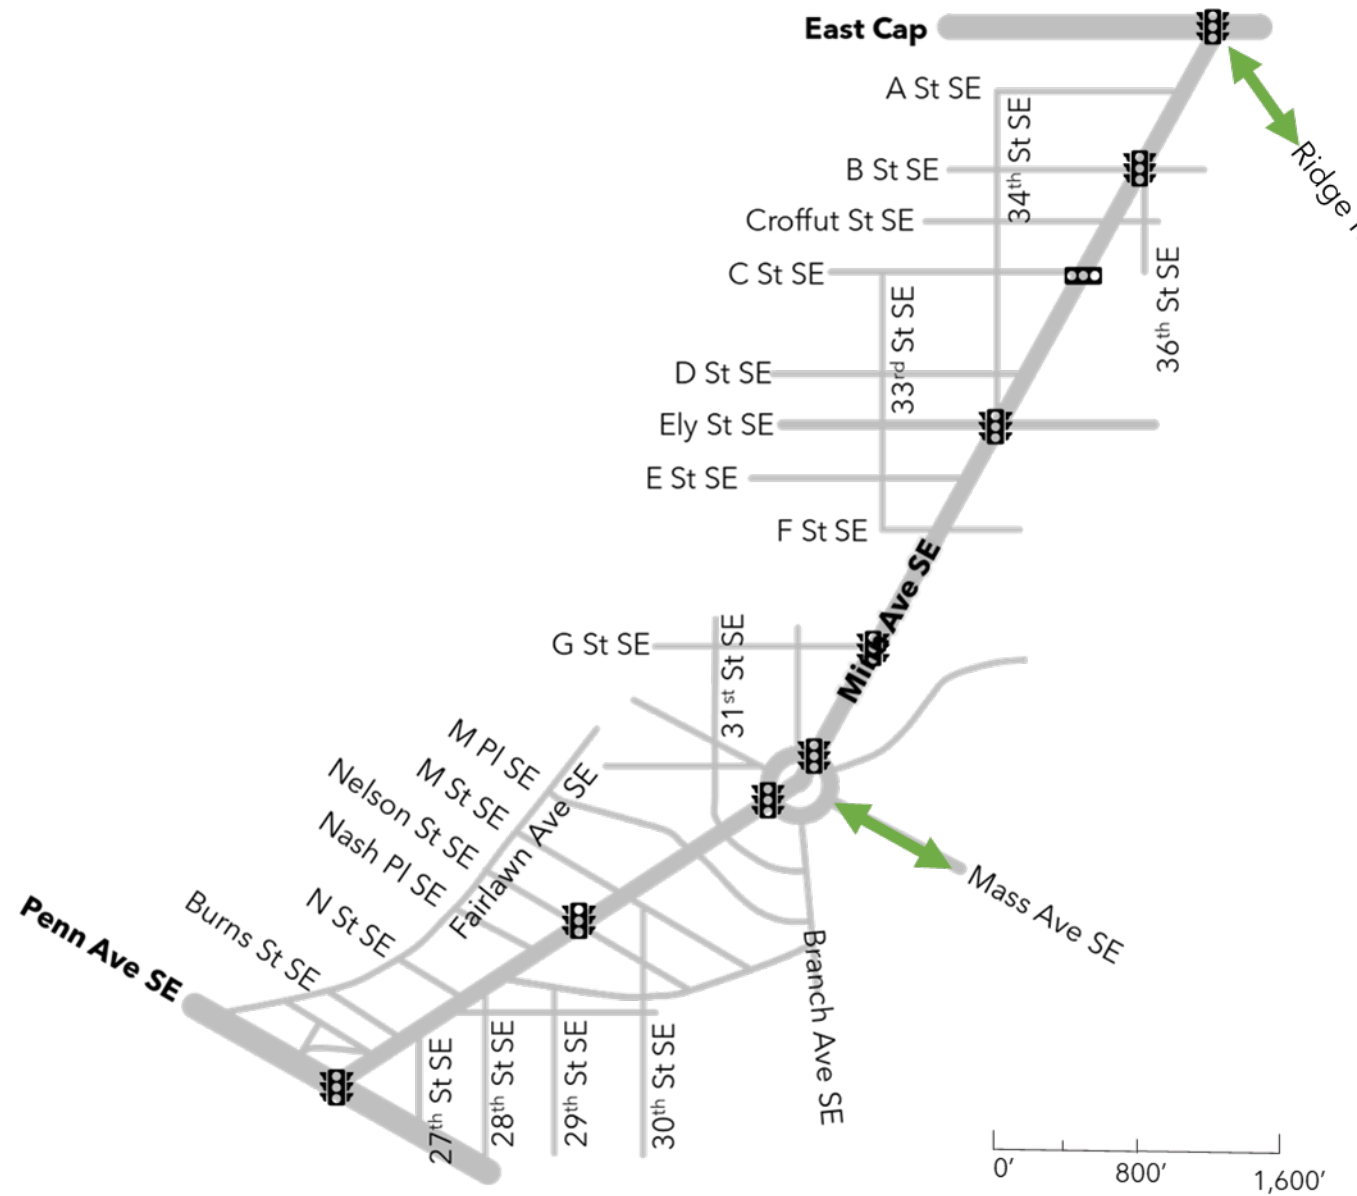 East Cap
A St SE
34th St SE
B St SE
Ridge
Croffut St SE
C St SE
36th St SE
33rd St SE
D St SE
Ely St SE
E St SE
F St SE
Ave SE
G St SE
31st St SE
M Pl SE
M St SE
Nelson St SE
Nash Pl SE
Fairlawn Ave SE
N St SE
Burns St SE
Penn Ave SE
Mass Ave SE
Branch Ave SE
27th St SE
28th St SE
29th St SE
30th St SE
0’ 800’ 1,600’